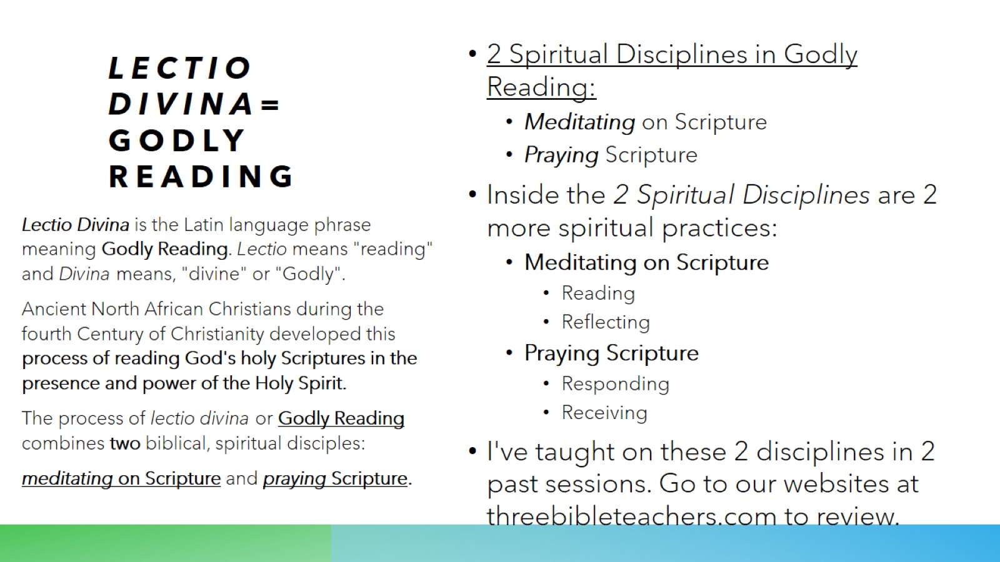 LECTIO
DIVINA=
GODLY
READING
Lectio Divina is the Latin language phrase
meaning Godly Reading. Lectio means "reading"
and Divina means, "divine" or "Godly".
Ancient North African Christians during the
fourth Century of Christianity developed this
process of reading God's holy Scriptures in the
presence and power of the Holy Spirit.
The process of lectio divina or Godly Reading
combines two biblical, spiritual disciples:
meditating on Scripture and praying Scripture.
• 2 Spiritual Disciplines in Godly
Reading:
• Meditating on Scripture
• Praying Scripture
• Inside the 2 Spiritual Disciplines are 2
more spiritual practices:
• Meditating on Scripture
• Reading
• Reflecting
• Praying Scripture
• Responding
• Receiving
• I've taught on these 2 disciplines in 2
past sessions. Go to our websites at
threebibleteachers.com to review.